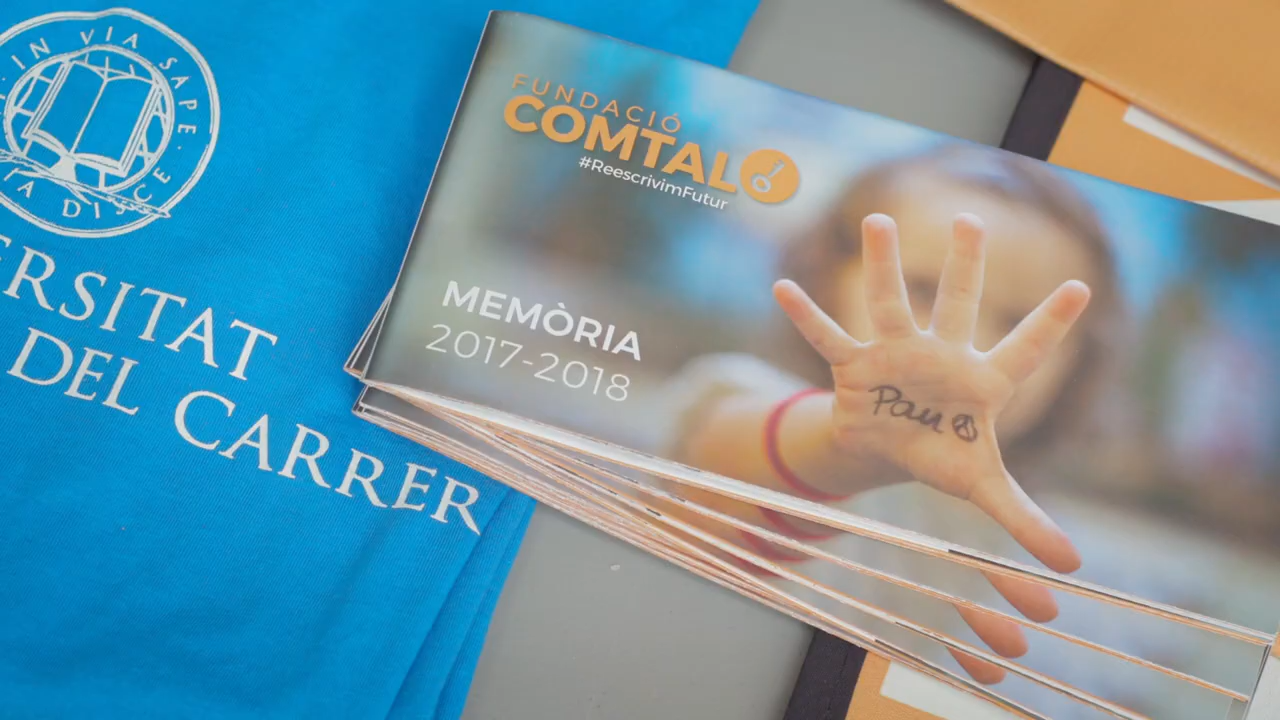 IN VIA SAPE
DISCE
ERSITAT
DEL CARRER
FUNDACIÓ
COMTAL
#ReescrivimFutur
MEMÒRIA
2017-2018
Pau